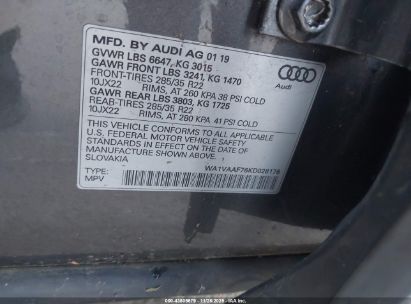 MFD. BY AUDI AG 01 19
GVWR LBS 6647, KG 3015
GAWR FRONT LBS 3241, KG 1470
FRONT-TIRES 285/35 R22
10JX22 RIMS, AT 260 KPA 38 PSI COLD
GAWR REAR LBS 3803, KG 1725
REAR-TIRES 285/35 R22
10JX22 RIMS, AT 280 KPA 41 PSI COLD
Audi
THIS VEHICLE CONFORMS TO ALL APPLICABLE
U.S. FEDERAL MOTOR VEHICLE SAFETY
STANDARDS IN EFFECT ON THE DATE OF
SLOVAKIA
TYPE:
MPV